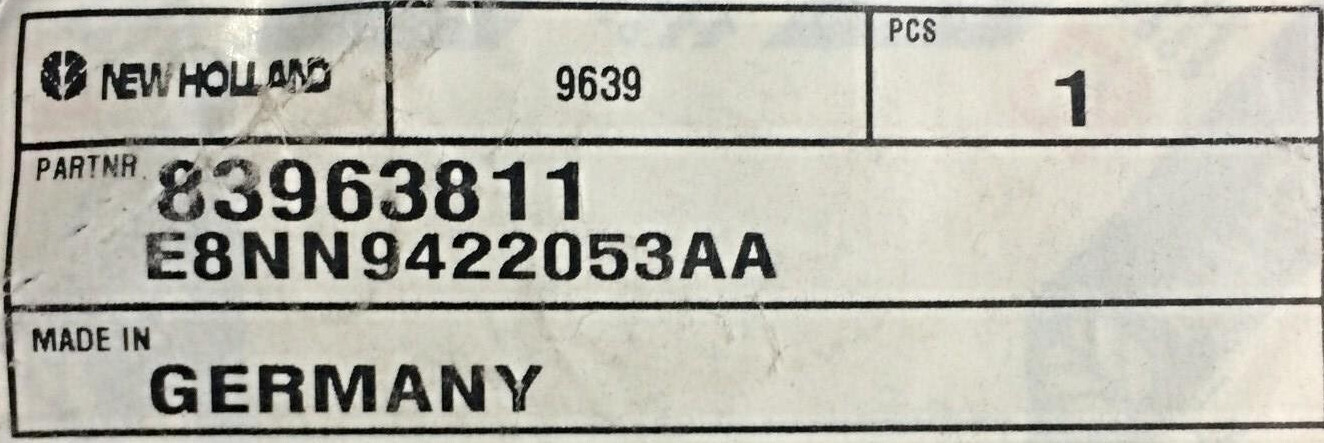 NEW HOLLAND
9639
PCS
1
PARTNR.
83963811
E8NN9422053AA
MADE IN
GERMANY